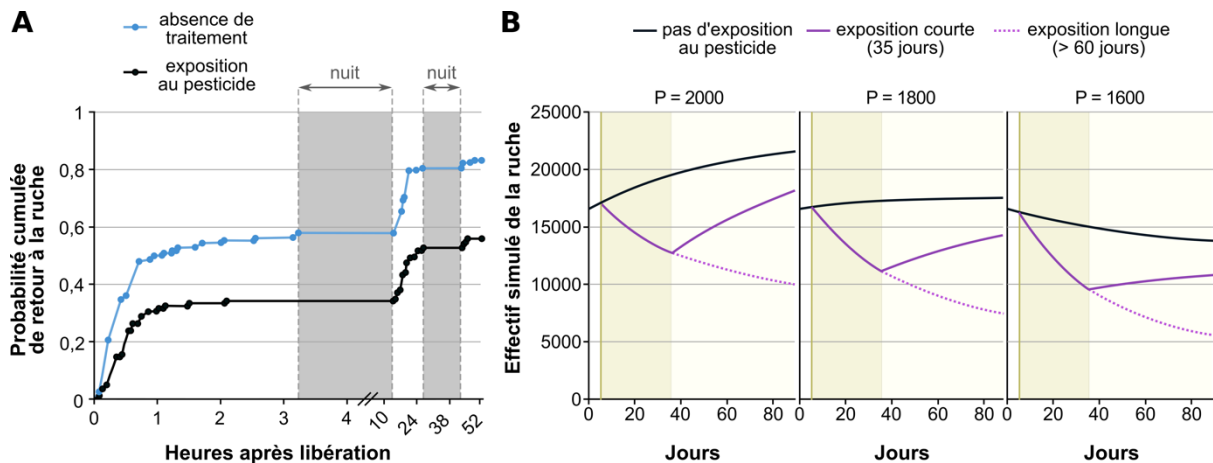 A
absence de
traitement
exposition
au pesticide
nuit
nuit
Probabilité cumulée
de retour à la ruche
1
0,8
0,6
0,4
0,2
0
0 1 2 3 4 10 24 38 52
Heures après libération
B
pas d'exposition
au pesticide
exposition courte
(35 jours)
exposition longue
(> 60 jours)
P = 2000 P = 1800 P = 1600
Effectif simulé de la ruche
25000
20000
15000
10000
5000
0
0 20 40 60 80 0 20 40 60 80 0 20 40 60 80
Jours Jours Jours